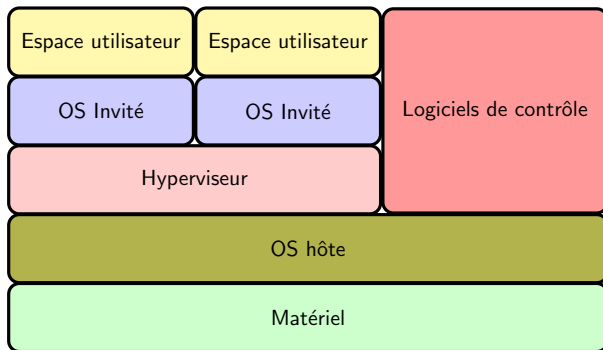 Espace utilisateur
Espace utilisateur
OS Invité
OS Invité
Logiciels de contrôle
Hyperviseur
OS hôte
Matériel